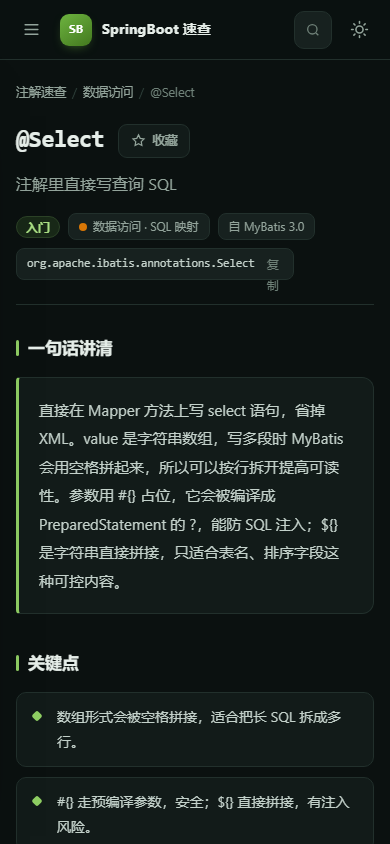 SB SpringBoot 速查
注解速查 / 数据访问 / @Select
@Select 收藏
注解里直接写查询 SQL
入门 数据访问 · SQL 映射 自 MyBatis 3.0
org.apache.ibatis.annotations.Select 复制
一句话讲清
直接在 Mapper 方法上写 select 语句，省掉
XML。value 是字符串数组，写多段时 MyBatis
会用空格拼起来，所以可以按行拆开提高可读
性。参数用 #{} 占位，它会被编译成
PreparedStatement 的 ?，能防 SQL 注入；${}
是字符串直接拼接，只适合表名、排序字段这
种可控内容。
关键点
数组形式会被空格拼接，适合把长 SQL 拆成多
行。
#{} 走预编译参数，安全；${} 直接拼接，有注入
风险。